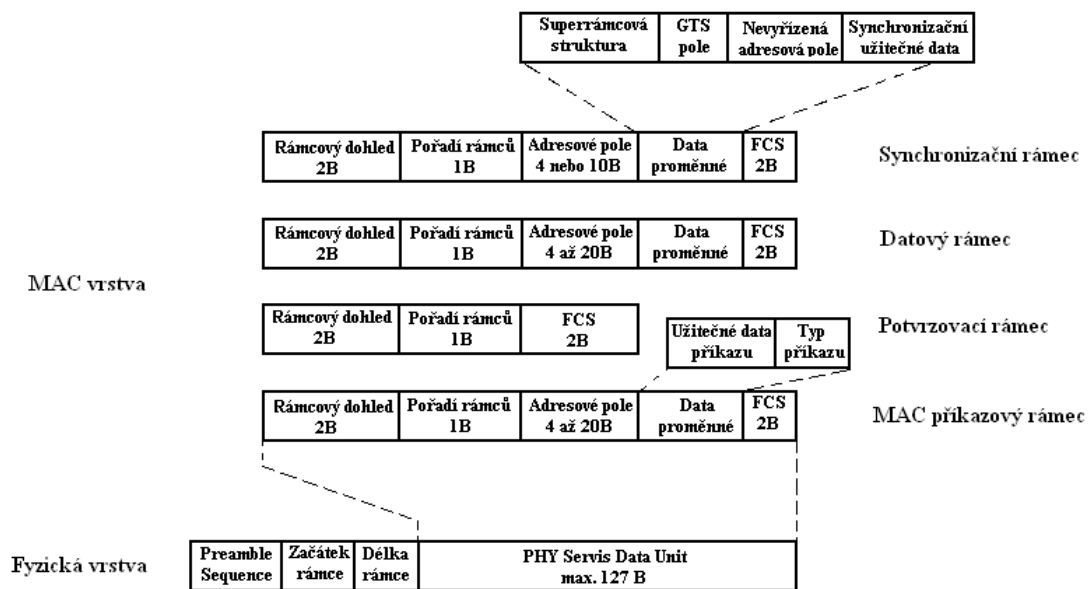 Superrámcová struktura
GTS pole
Nevyřízená adresová pole
Synchronizační užitečné data
Rámcový dohled 2B
Pořadí rámců 1B
Adresové pole 4 nebo 10B
Data proměnné
FCS 2B
Synchronizační rámec
Rámcový dohled 2B
Pořadí rámců 1B
Adresové pole 4 až 20B
Data proměnné
FCS 2B
Datový rámec
MAC vrstva
Rámcový dohled 2B
Pořadí rámců 1B
FCS 2B
Užitečné data příkazu
Typ příkazu
Potvrzovací rámec
Rámcový dohled 2B
Pořadí rámců 1B
Adresové pole 4 až 20B
Data proměnné
FCS 2B
MAC příkazový rámec
Fyzická vrstva
Preamble Sequence
Začátek rámce
Délka rámce
PHY Servis Data Unit max. 127 B